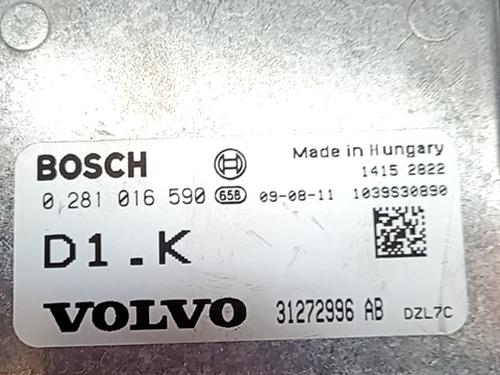 BOSCH Made in Hungary
1415 2822
0 281 016 590 65B 09-08-11 1039S30890
D1.K
VOLVO 31272996 AB DZL7C